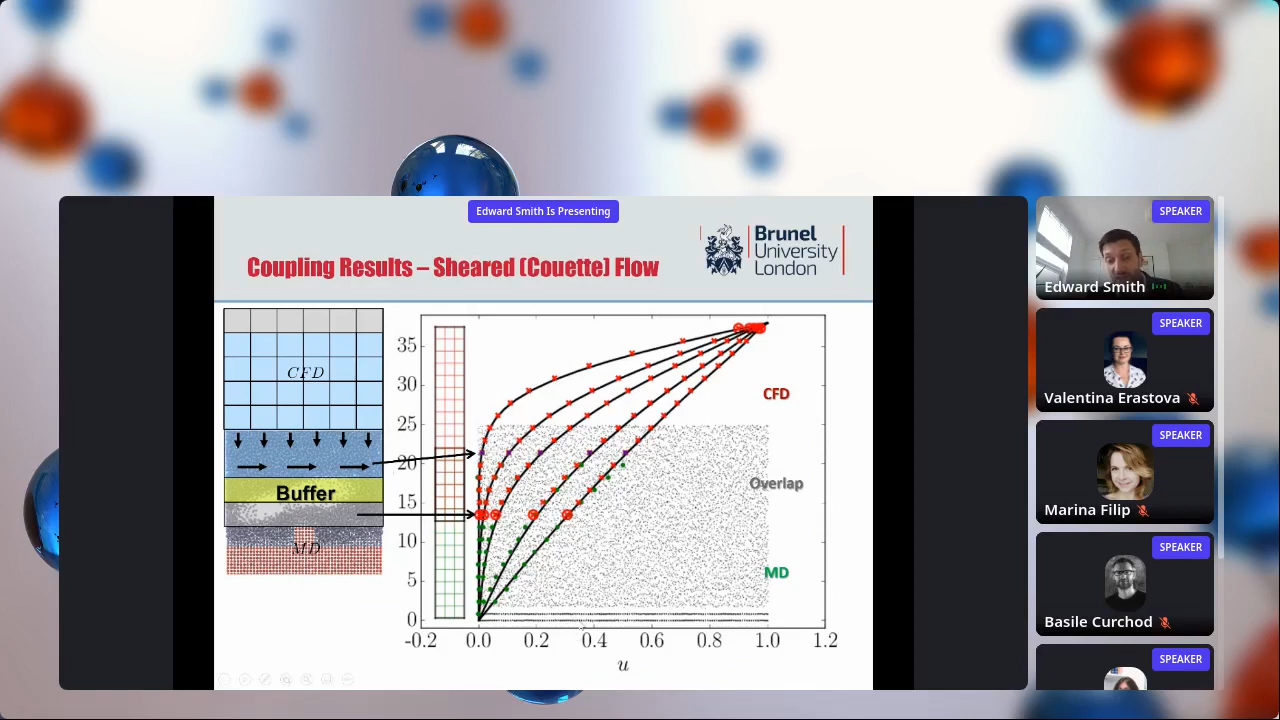 Edward Smith Is Presenting
Coupling Results – Sheared (Couette) Flow
Brunel
University
London
CFD
Buffer
MD
35
30
25
20
15
10
5
0
-0.2
0.0
0.2
0.4
0.6
0.8
1.0
1.2
u
CFD
Overlap
MD
SPEAKER
Edward Smith
SPEAKER
Valentina Erastova
SPEAKER
Marina Filip
SPEAKER
Basile Curchod
SPEAKER